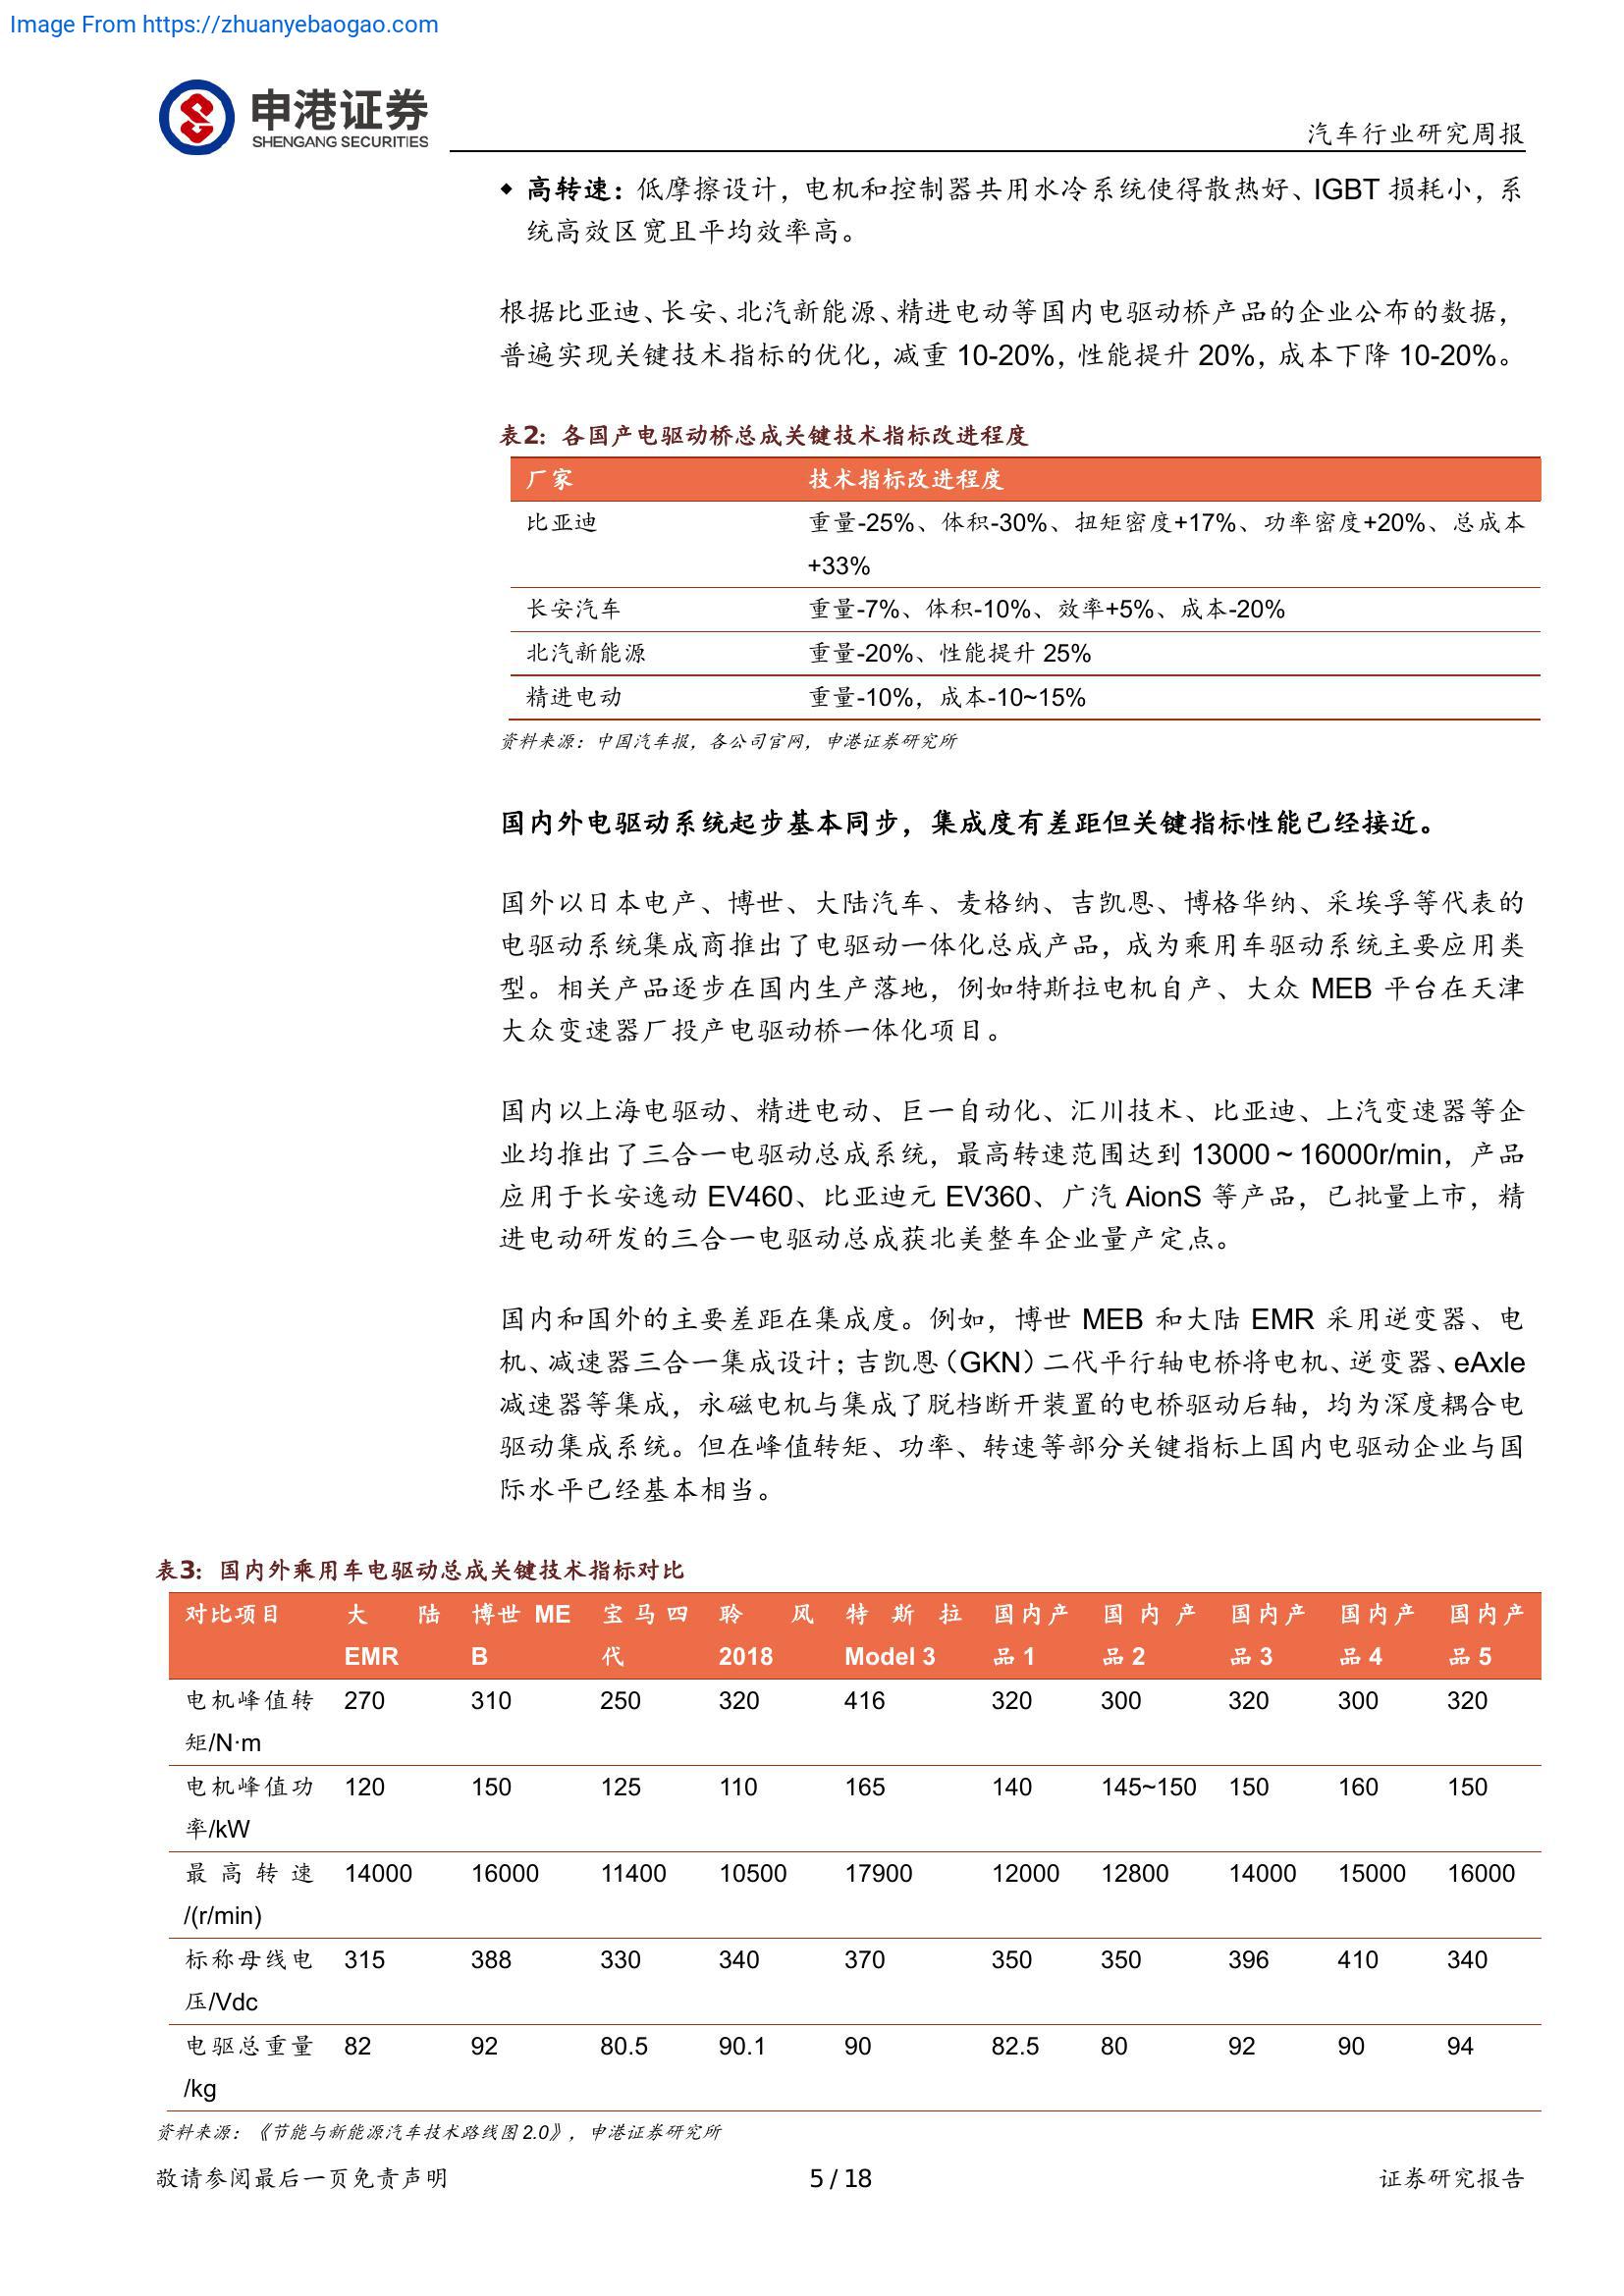 Image From https://zhuanyebaogao.com
申港证券
SHENGANG SECURITIES
汽车行业研究周报
◆ 高转速：低摩擦设计，电机和控制器共用水冷系统使得散热好、IGBT 损耗小，系
统高效区宽且平均效率高。
根据比亚迪、长安、北汽新能源、精进电动等国内电驱动桥产品的企业公布的数据，
普遍实现关键技术指标的优化，减重 10-20%，性能提升 20%，成本下降 10-20%。
表2：各国产电驱动桥总成关键技术指标改进程度
厂家 技术指标改进程度
比亚迪 重量-25%、体积-30%、扭矩密度+17%、功率密度+20%、总成本
+33%
长安汽车 重量-7%、体积-10%、效率+5%、成本-20%
北汽新能源 重量-20%、性能提升 25%
精进电动 重量-10%，成本-10~15%
资料来源：中国汽车报，各公司官网，申港证券研究所
国内外电驱动系统起步基本同步，集成度有差距但关键指标性能已经接近。
国外以日本电产、博世、大陆汽车、麦格纳、吉凯恩、博格华纳、采埃孚等代表的
电驱动系统集成商推出了电驱动一体化总成产品，成为乘用车驱动系统主要应用类
型。相关产品逐步在国内生产落地，例如特斯拉电机自产、大众 MEB 平台在天津
大众变速器厂投产电驱动桥一体化项目。
国内以上海电驱动、精进电动、巨一自动化、汇川技术、比亚迪、上汽变速器等企
业均推出了三合一电驱动总成系统，最高转速范围达到 13000～16000r/min，产品
应用于长安逸动 EV460、比亚迪元 EV360、广汽 AionS 等产品，已批量上市，精
进电动研发的三合一电驱动总成获北美整车企业量产定点。
国内和国外的主要差距在集成度。例如，博世 MEB 和大陆 EMR 采用逆变器、电
机、减速器三合一集成设计；吉凯恩（GKN）二代平行轴电桥将电机、逆变器、eAxle
减速器等集成，永磁电机与集成了脱档断开装置的电桥驱动后轴，均为深度耦合电
驱动集成系统。但在峰值转矩、功率、转速等部分关键指标上国内电驱动企业与国
际水平已经基本相当。
表3：国内外乘用车电驱动总成关键技术指标对比
对比项目 大陆 博世 ME 宝马四 聆风 特斯拉 国内产 国内产 国内产 国内产 国内产
EMR B 代 2018 Model 3 品 1 品 2 品 3 品 4 品 5
电机峰值转 270 310 250 320 416 320 300 320 300 320
矩/N·m
电机峰值功 120 150 125 110 165 140 145~150 150 160 150
率/kW
最高转速 14000 16000 11400 10500 17900 12000 12800 14000 15000 16000
/(r/min)
标称母线电 315 388 330 340 370 350 350 396 410 340
压/Vdc
电驱总重量 82 92 80.5 90.1 90 82.5 80 92 90 94
/kg
资料来源：《节能与新能源汽车技术路线图 2.0》，申港证券研究所
敬请参阅最后一页免责声明 5 / 18 证券研究报告